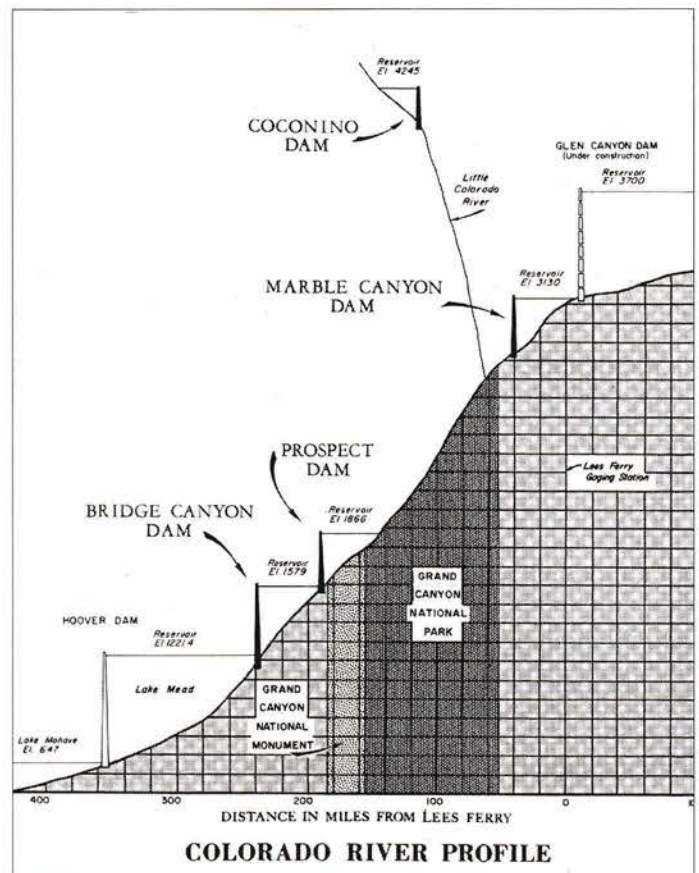 Reservoir
El 4245
COCONINO
DAM
GLEN CANYON DAM
(Under construction)
Reservoir
El 3700
Little
Colorado
River
Reservoir
El 3130
MARBLE CANYON
DAM
PROSPECT
DAM
Lees Ferry
Gaging Station
Reservoir
El 1866
BRIDGE CANYON
DAM
Reservoir
El 1579
GRAND
CANYON
NATIONAL
PARK
HOOVER DAM
Reservoir
El 1221.4
Lake Mead
GRAND
CANYON
NATIONAL
MONUMENT
Lake Mohave
El. 647
400 300 200 100 0
DISTANCE IN MILES FROM LEES FERRY
COLORADO RIVER PROFILE